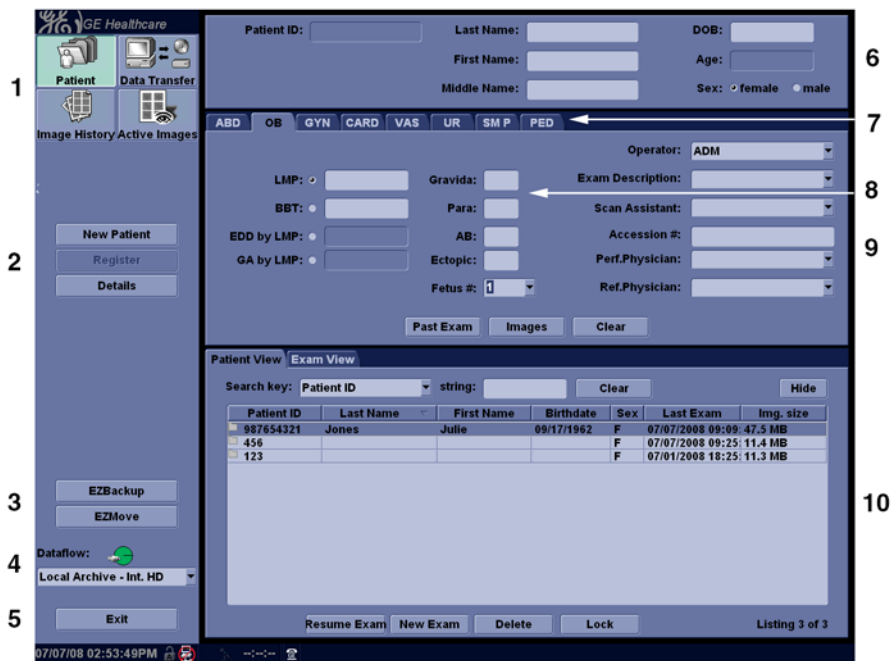 GE Healthcare
Patient ID: Last Name: DOB:
6
First Name: Age:
1
Patient Data Transfer
Middle Name: Sex: female male
Image History Active Images
ABD OB GYN CARD VAS UR SM P PED
7
Operator: ADM
LMP: Gravida: Exam Description:
8
BBT: Para: Scan Assistant:
New Patient
EDD by LMP: AB: Accession #:
9
2
Register
GA by LMP: Ectopic: Perf.Physician:
Details
Fetus #: 1 Ref.Physician:
Past Exam Images Clear
Patient View Exam View
Search key: Patient ID string: Clear Hide
Patient ID Last Name First Name Birthdate Sex Last Exam Img. size
987654321 Jones Julie 09/17/1962 F 07/07/2008 09:09: 47.5 MB
456 F 07/07/2008 09:25: 11.4 MB
123 F 07/01/2008 18:25: 11.3 MB
EZBackup
3
10
EZMove
Dataflow:
4
Local Archive - Int. HD
5
Exit
Resume Exam New Exam Delete Lock Listing 3 of 3
07/07/08 02:53:49PM --:--:--